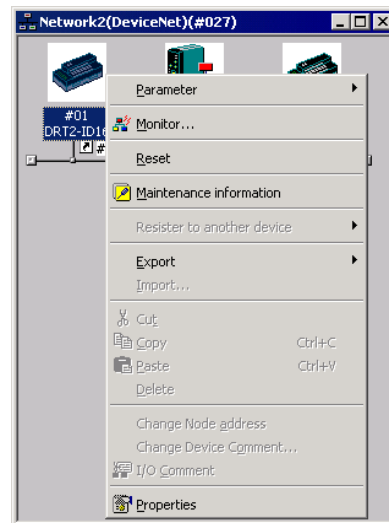 Network2(DeviceNet)(#027)
#01
DRT2-ID16
#
Parameter
Monitor...
Reset
Maintenance information
Resister to another device
Export
Import...
Cut
Copy Ctrl+C
Paste Ctrl+V
Delete
Change Node address
Change Device Comment...
I/O Comment
Properties